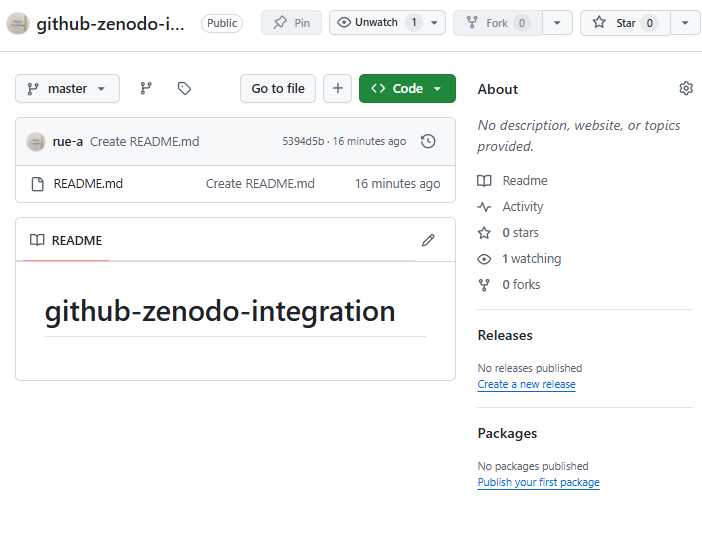 github-zenodo-i... Public Pin Unwatch 1 Fork 0 Star 0
master Go to file + Code
rue-a Create README.md 5394d5b · 16 minutes ago
README.md Create README.md 16 minutes ago
README
github-zenodo-integration
About
No description, website, or topics
provided.
Readme
Activity
0 stars
1 watching
0 forks
Releases
No releases published
Create a new release
Packages
No packages published
Publish your first package